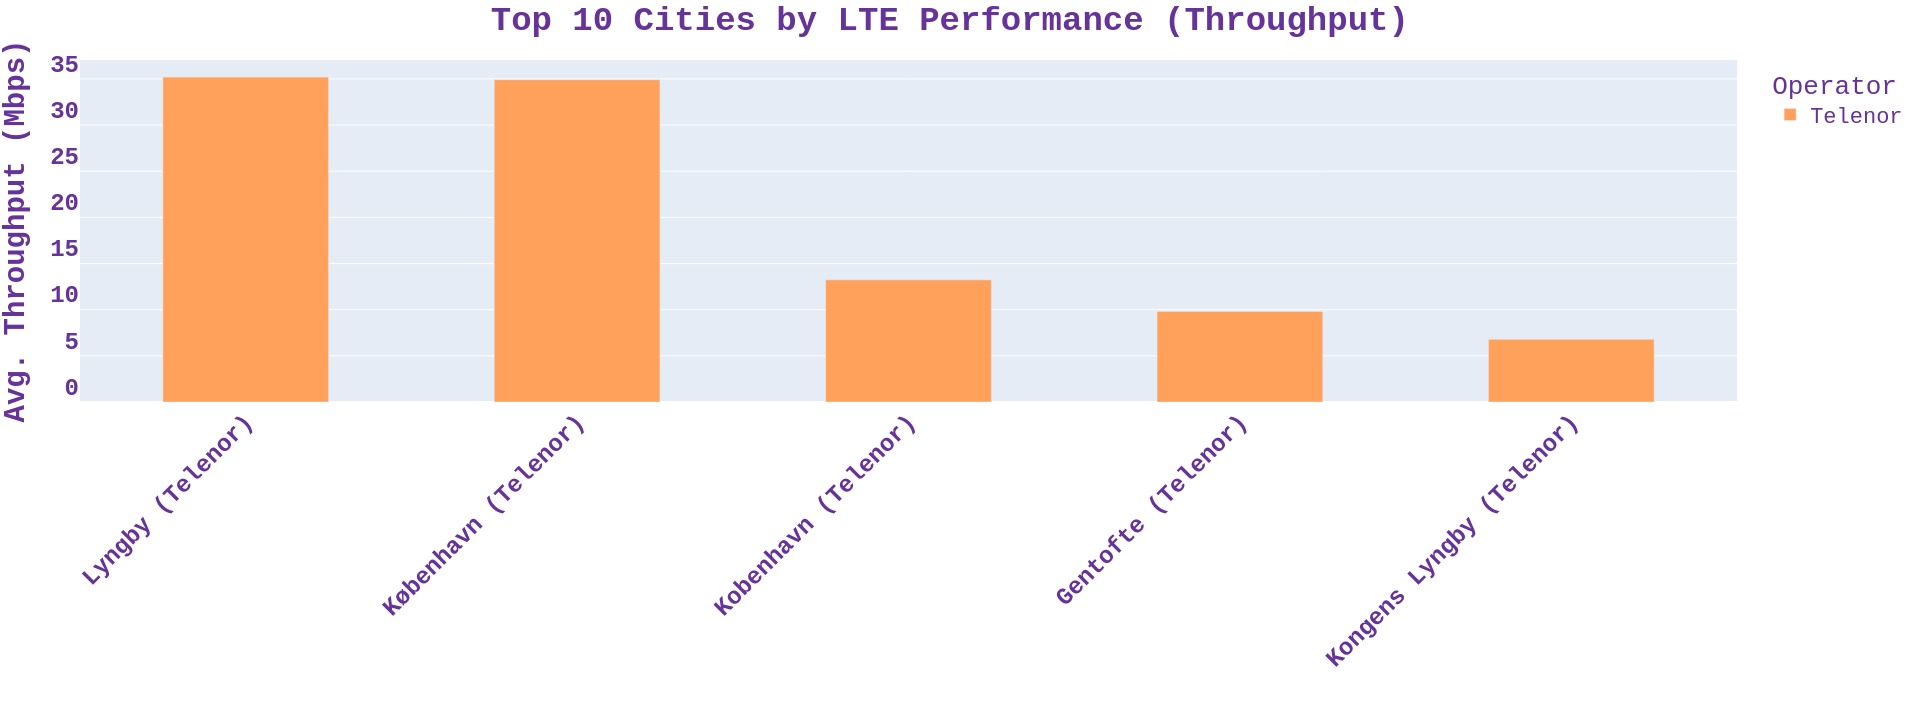 Top 10 Cities by LTE Performance (Throughput)
Avg. Throughput (Mbps)
35
30
25
20
15
10
5
0
Lyngby (Telenor)
København (Telenor)
Kobenhavn (Telenor)
Gentofte (Telenor)
Kongens Lyngby (Telenor)
Operator
Telenor